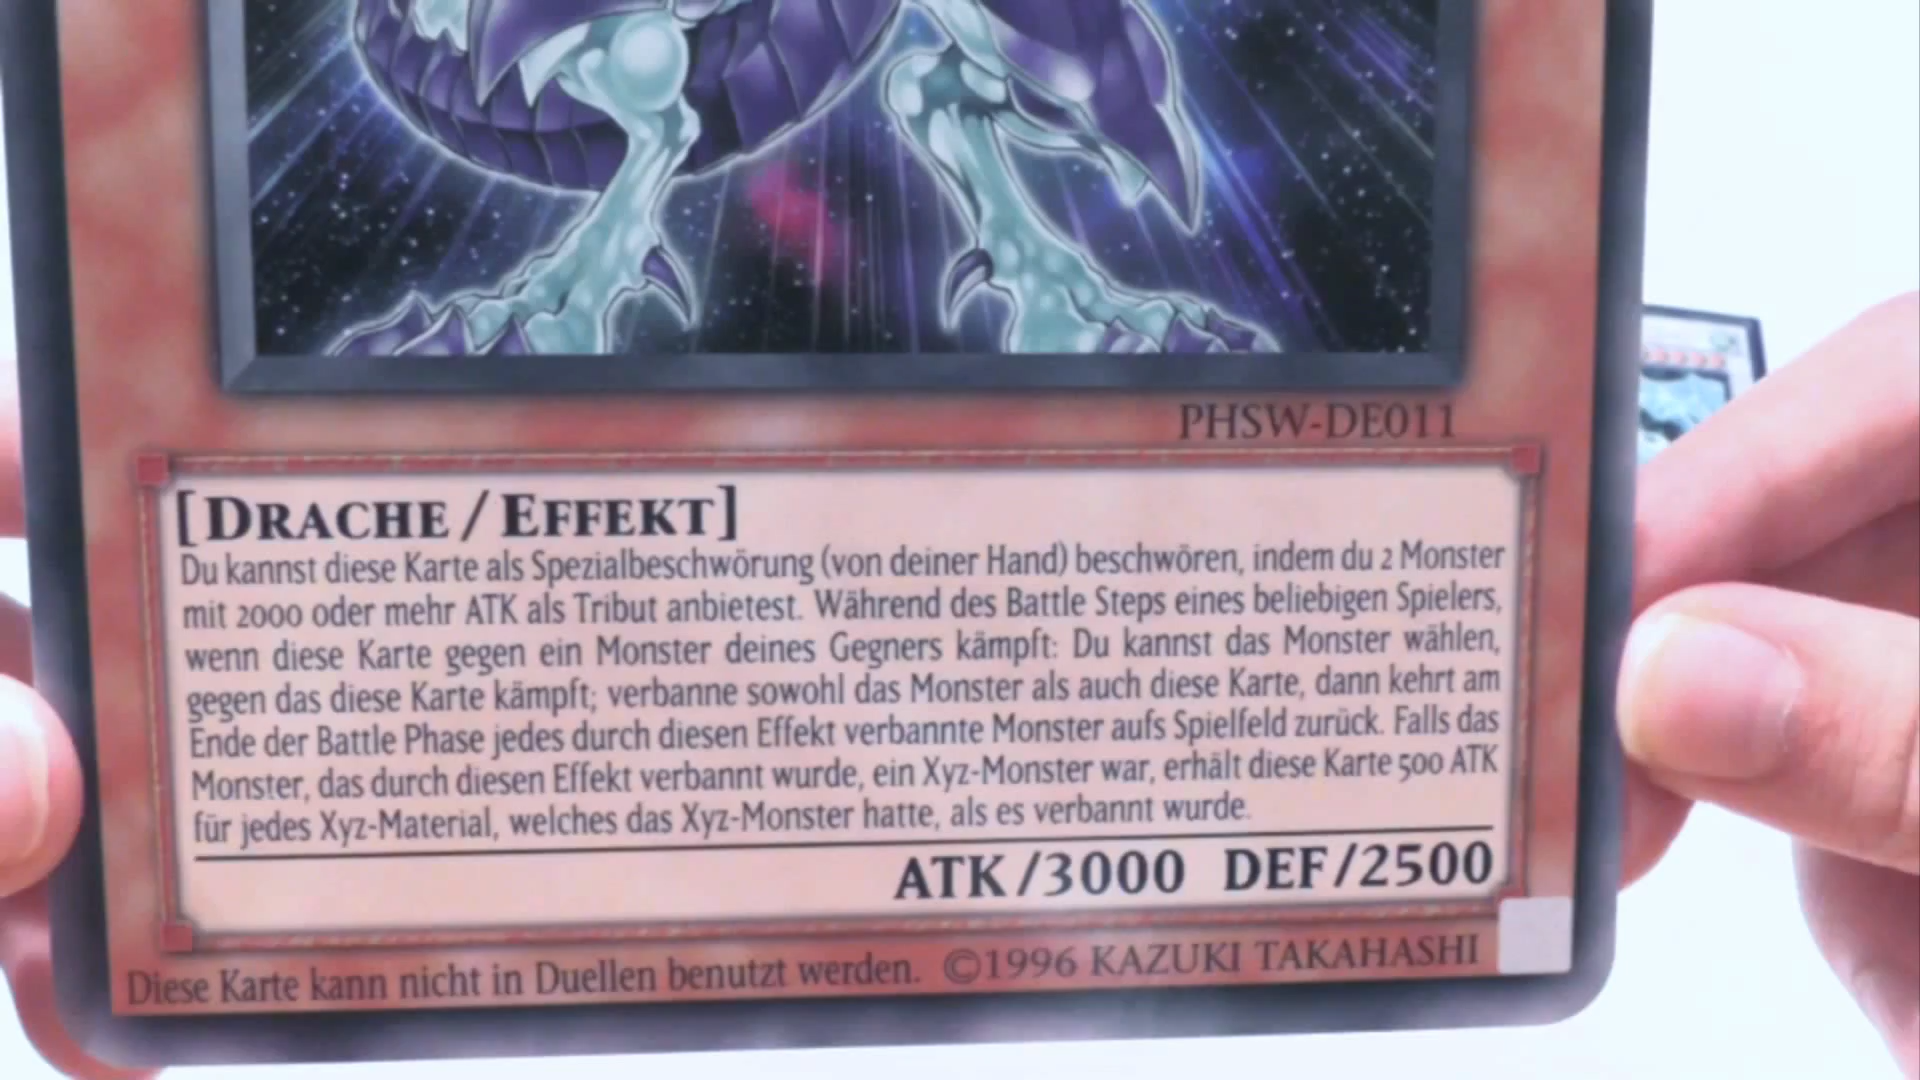 PHSW-DE011
[DRACHE/EFFEKT]
Du kannst diese Karte als Spezialbeschwörung (von deiner Hand) beschwören, indem du 2 Monster
mit 2000 oder mehr ATK als Tribut anbietest. Während des Battle Steps eines beliebigen Spielers,
wenn diese Karte gegen ein Monster deines Gegners kämpft: Du kannst das Monster wählen,
gegen das diese Karte kämpft; verbanne sowohl das Monster als auch diese Karte, dann kehrt am
Ende der Battle Phase jedes durch diesen Effekt verbannte Monster aufs Spielfeld zurück. Falls das
Monster, das durch diesen Effekt verbannt wurde, ein Xyz-Monster war, erhält diese Karte 500 ATK
für jedes Xyz-Material, welches das Xyz-Monster hatte, als es verbannt wurde.
ATK/3000 DEF/2500
Diese Karte kann nicht in Duellen benutzt werden. ©1996 KAZUKI TAKAHASHI